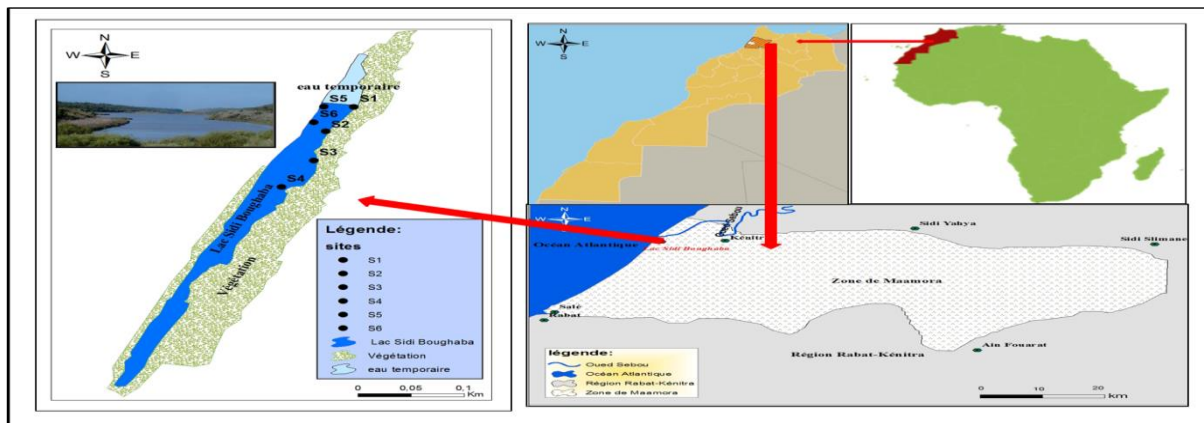 N
W E
S
eau temporaire
S5 S1
S6
S2
S3
S4
Lac Sidi Boughaba
Végétation
Légende:
sites
S1
S2
S3
S4
S5
S6
Lac Sidi Boughaba
Végétation
eau temporaire
0 0,05 0,1
Km
N
W E
S
N
W E
S
Océan Atlantique
Oued Sebou
Kénitra
Lac Sidi Boughaba
Sidi Yahya
Sidi Slimane
Zone de Maamora
Salé
Rabat
Ain Fouarat
Région Rabat-Kénitra
légende:
Oued Sebou
Océan Atlantique
Région Rabat-Kénitra
Zone de Maamora
0 10 20
Km